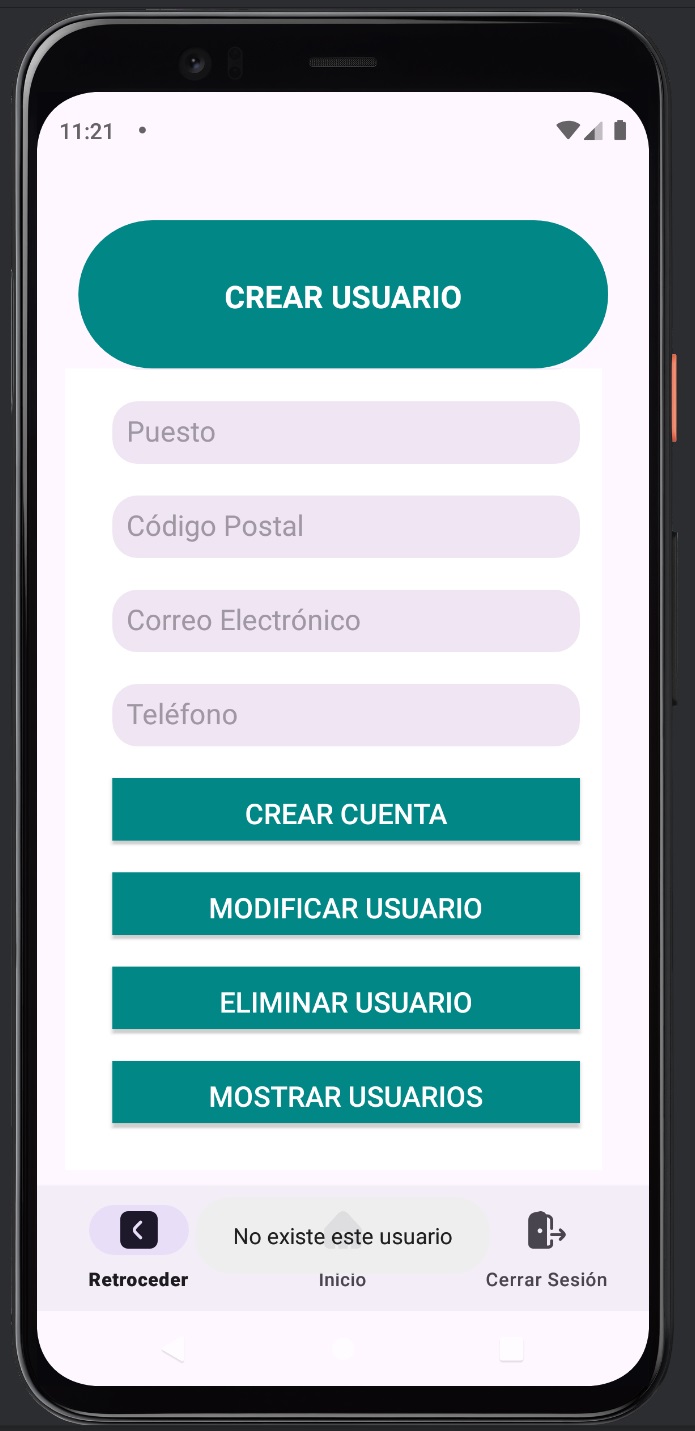 11:21
CREAR USUARIO
Puesto
Código Postal
Correo Electrónico
Teléfono
CREAR CUENTA
MODIFICAR USUARIO
ELIMINAR USUARIO
MOSTRAR USUARIOS
No existe este usuario
Retroceder
Inicio
Cerrar Sesión